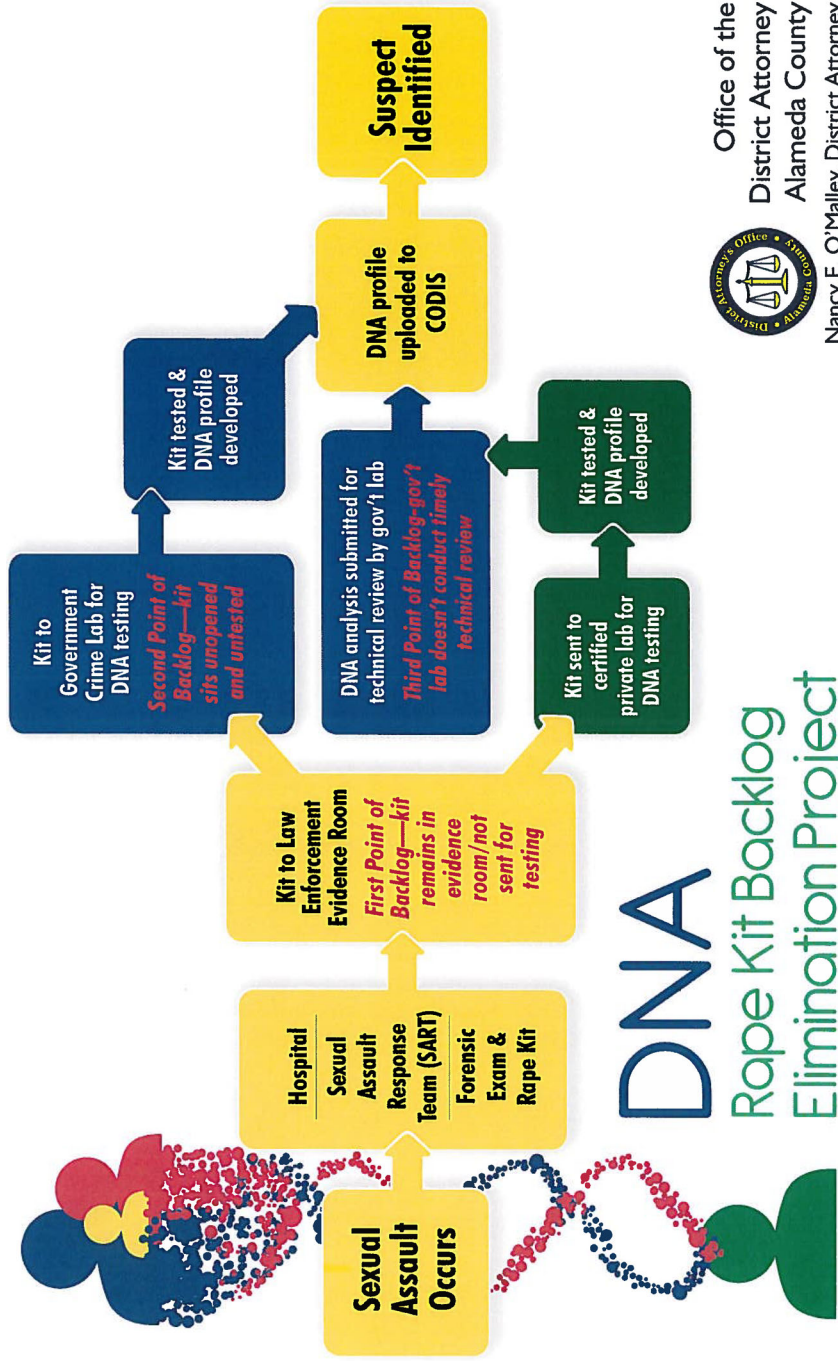 Sexual
Assault
Occurs
Hospital
Sexual
Assault
Response
Team (SART)
Forensic
Exam &
Rape Kit
Kit to Law
Enforcement
Evidence Room
First Point of
Backlog—kit
remains in
evidence
room/not
sent for
testing
Kit to
Government
Crime Lab for
DNA testing
Second Point of
Backlog—kit
sits unopened
and untested
Kit tested &
DNA profile
developed
DNA analysis submitted for
technical review by gov't lab
Third Point of Backlog-gov't
lab doesn't conduct timely
technical review
Kit sent to
certified
private lab for
DNA testing
Kit tested &
DNA profile
developed
DNA profile
uploaded to
CODIS
Suspect
Identified
DNA
Rape Kit Backlog
Elimination Project
District Attorney's Office • Alameda County •
Office of the
District Attorney
Alameda County
Nancy E. O'Malley, District Attorney